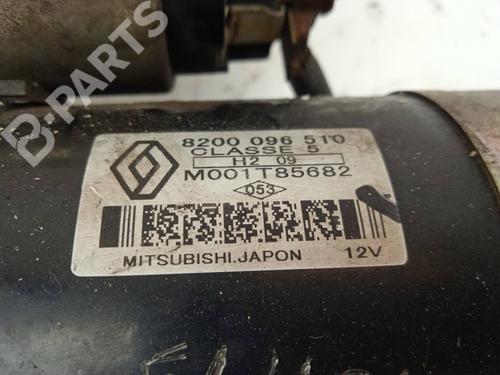 B-PARTS
8200 096 510
CLASSE 5
H2 09
M001T85682
053
MITSUBISHI.JAPON 12V